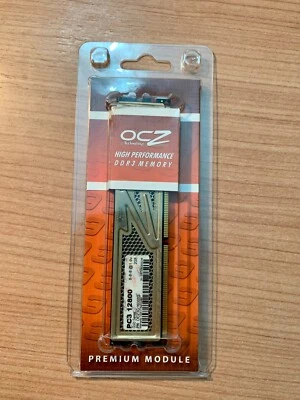 OCZ
Technology
HIGH PERFORMANCE
DDR3 MEMORY
PC3 12800
PREMIUM MODULE